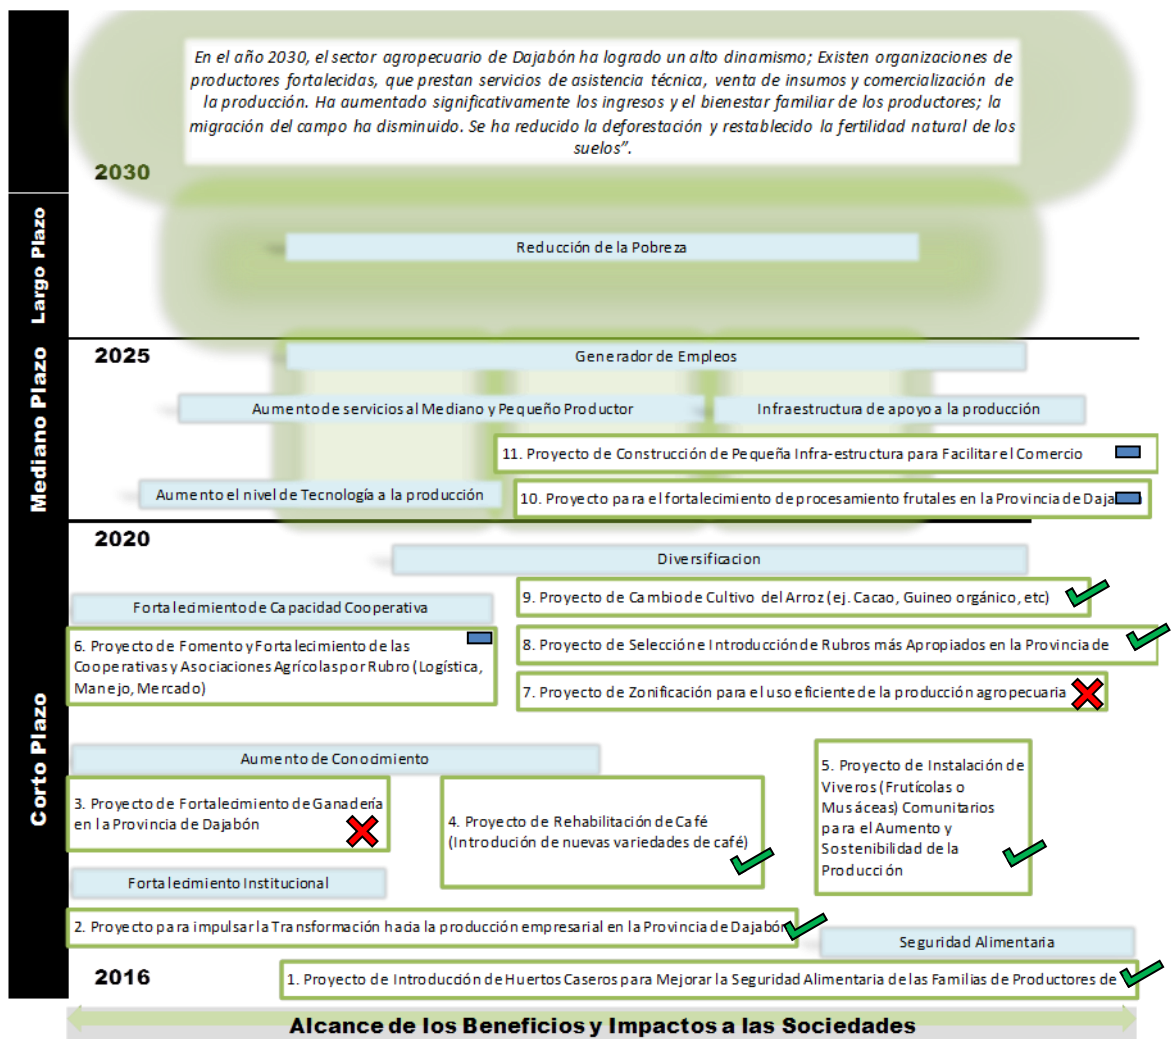 En el año 2030, el sector agropecuario de Dajabón ha logrado un alto dinamismo; Existen organizaciones de
productores fortalecidas, que prestan servicios de asistencia técnica, venta de insumos y comercialización de
la producción. Ha aumentado significativamente los ingresos y el bienestar familiar de los productores; la
migración del campo ha disminuido. Se ha reducido la deforestación y restablecido la fertilidad natural de los
suelos”.
2030
Largo Plazo
Reducción de la Pobreza
Mediano Plazo
2025
Generador de Empleos
Aumento de servicios al Mediano y Pequeño Productor
Infraestructura de apoyo a la producción
11. Proyecto de Construcción de Pequeña Infra-estructura para Facilitar el Comercio
Aumento el nivel de Tecnología a la producción
10. Proyecto para el fortalecimiento de procesamiento frutales en la Provincia de
2020
Diversificacion
Corto Plazo
Fortalecimiento de Capacidad Cooperativa
9. Proyecto de Cambio de Cultivo del Arroz (ej. Cacao, Guineo orgánico, etc)
6. Proyecto de Fomento y Fortalecimiento de las
Cooperativas y Asociaciones Agrícolas por Rubro (Logística,
Manejo, Mercado)
8. Proyecto de Selección e Introducción de Rubros más Apropiados en la Provincia de
7. Proyecto de Zonificación para el uso eficiente de la producción agropecuaria
Aumento de Conocimiento
3. Proyecto de Fortalecimiento de Ganadería
en la Provincia de Dajabón
4. Proyecto de Rehabilitación de Café
(Introdución de nuevas variedades de café)
5. Proyecto de Instalación de
Viveros (Frutícolas o
Musáceas) Comunitarios
para el Aumento y
Sostenibilidad de la
Producción
Fortalecimiento Institucional
2. Proyecto para impulsar la Transformación hacia la producción empresarial en la Provincia de Dajabón
Seguridad Alimentaria
2016
1. Proyecto de Introducción de Huertos Caseros para Mejorar la Seguridad Alimentaria de las Familias de Productores de
Alcance de los Beneficios y Impactos a las Sociedades